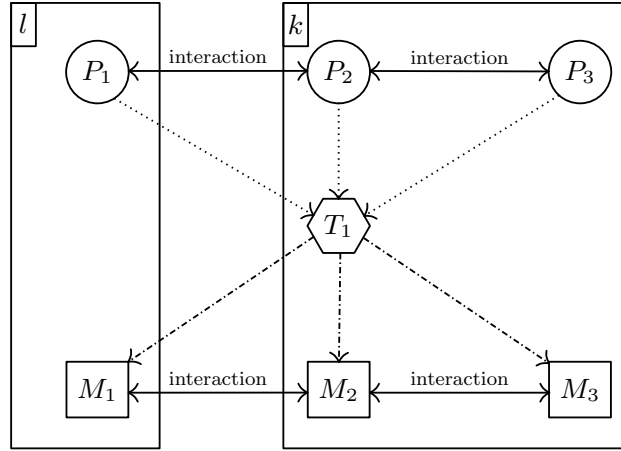 l
k
P₁
interaction
P₂
interaction
P₃
T₁
M₁
interaction
M₂
interaction
M₃